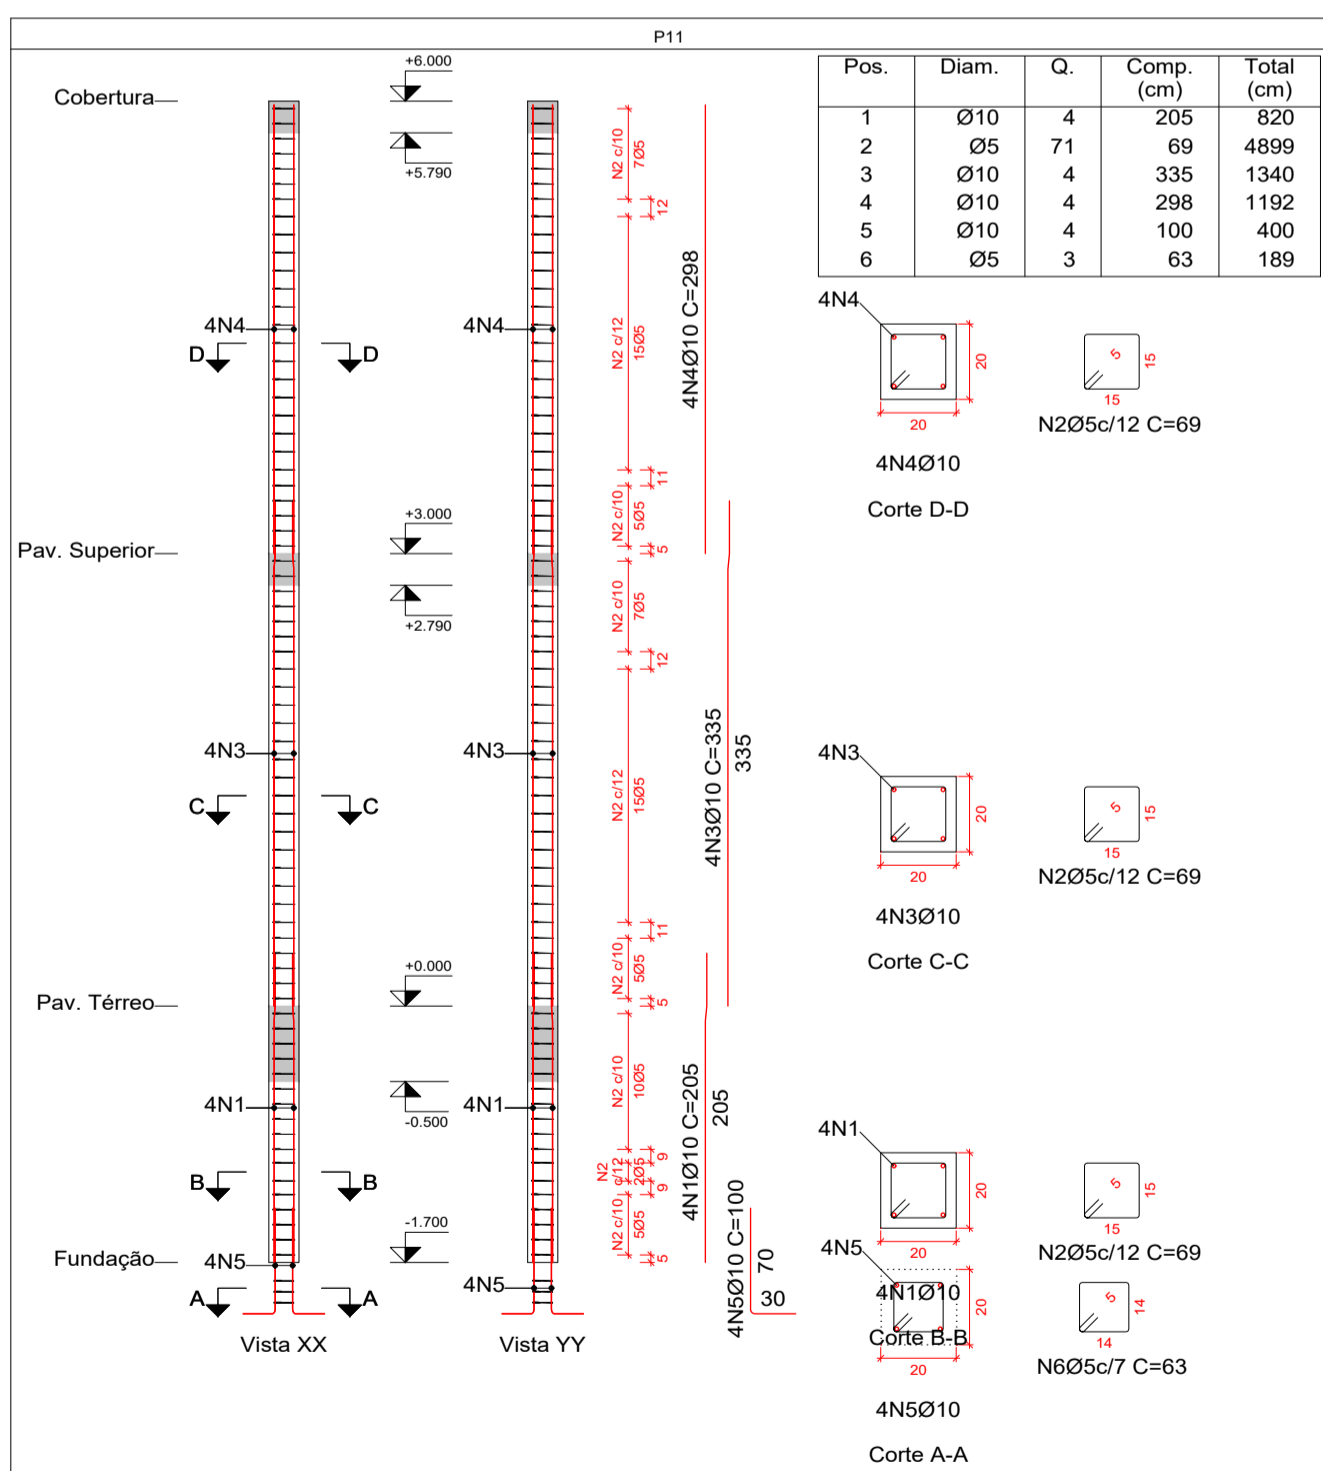 P11
Pos. Diam. Q. Comp. (cm) Total (cm)
1 Ø10 4 205 820
2 Ø5 71 69 4899
3 Ø10 4 335 1340
4 Ø10 4 298 1192
5 Ø10 4 100 400
6 Ø5 3 63 189
Cobertura
+6.000
+5.790
N2 c/10
7Ø5
12
4N4
4N4
D D
N2 c/12
15Ø5
4N4Ø10 C=298
11
N2 c/10
5Ø5
5
Pav. Superior
+3.000
+2.790
N2 c/10
7Ø5
12
4N3
4N3
C C
N2 c/12
15Ø5
4N3Ø10 C=335
335
11
N2 c/10
5Ø5
5
Pav. Térreo
+0.000
-0.500
N2 c/10
10Ø5
4N1
4N1
9
N2
c/12
2Ø5
9
B B
4N1Ø10 C=205
205
N2 c/10
5Ø5
5
Fundação
-1.700
4N5
4N5
A A
4N5Ø10 C=100
70
30
Vista XX
Vista YY
4N4
20
20
4N4Ø10
Corte D-D
5
15
15
N2Ø5c/12 C=69
4N3
20
20
4N3Ø10
Corte C-C
5
15
15
N2Ø5c/12 C=69
4N1
20
20
4N1Ø10
Corte B-B
5
15
15
N2Ø5c/12 C=69
4N5
20
20
4N5Ø10
Corte A-A
5
14
14
N6Ø5c/7 C=63